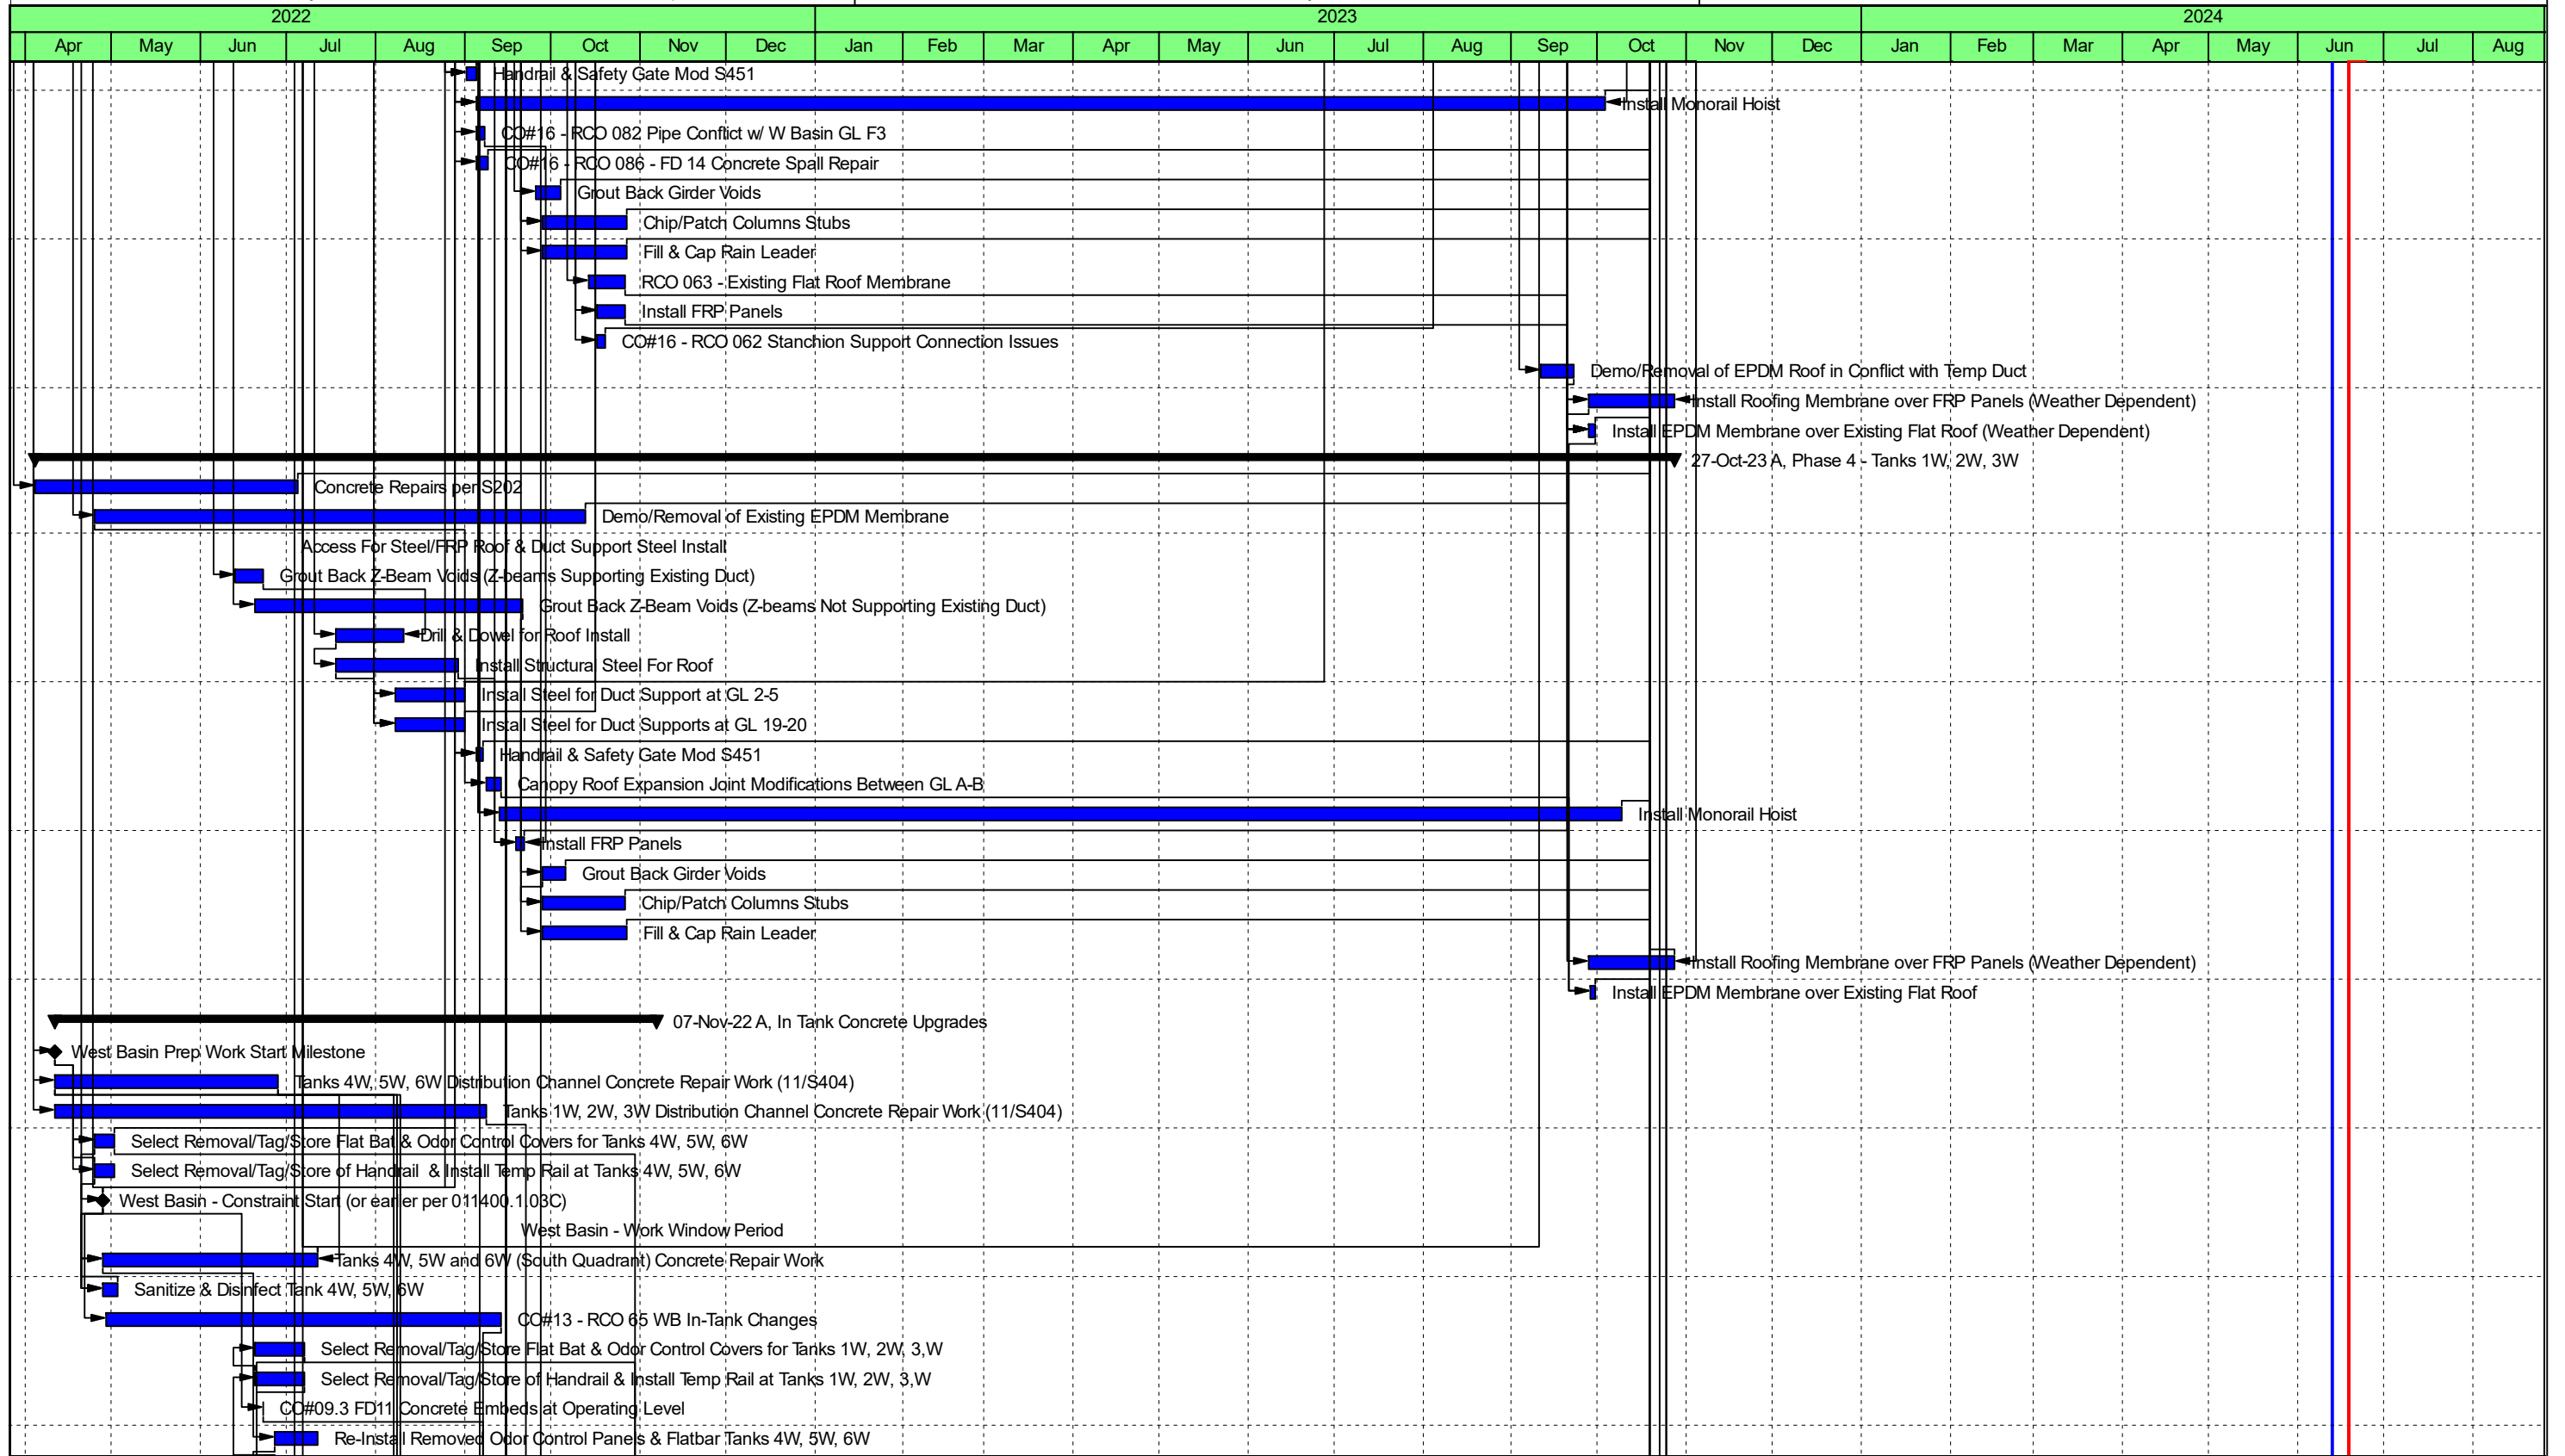 2022 2023 2024
Apr May Jun Jul Aug Sep Oct Nov Dec Jan Feb Mar Apr May Jun Jul Aug Sep Oct Nov Dec Jan Feb Mar Apr May Jun Jul Aug
Handrail & Safety Gate Mod S451
Install Monorail Hoist
CO#16 - RCO 082 Pipe Conflict w/ W Basin GL F3
CO#16 - RCO 086 - FD 14 Concrete Spall Repair
Grout Back Girder Voids
Chip/Patch Columns Stubs
Fill & Cap Rain Leader
RCO 063 - Existing Flat Roof Membrane
Install FRP Panels
CO#16 - RCO 062 Stanchion Support Connection Issues
Demo/Removal of EPDM Roof in Conflict with Temp Duct
Install Roofing Membrane over FRP Panels (Weather Dependent)
Install EPDM Membrane over Existing Flat Roof (Weather Dependent)
27-Oct-23 A, Phase 4 - Tanks 1W, 2W, 3W
Concrete Repairs per S202
Demo/Removal of Existing EPDM Membrane
Access For Steel/FRP Roof & Duct Support Steel Install
Grout Back Z-Beam Voids (Z-beams Supporting Existing Duct)
Grout Back Z-Beam Voids (Z-beams Not Supporting Existing Duct)
Drill & Dowel for Roof Install
Install Structural Steel For Roof
Install Steel for Duct Support at GL 2-5
Install Steel for Duct Supports at GL 19-20
Handrail & Safety Gate Mod S451
Canopy Roof Expansion Joint Modifications Between GL A-B
Install Monorail Hoist
Install FRP Panels
Grout Back Girder Voids
Chip/Patch Columns Stubs
Fill & Cap Rain Leader
Install Roofing Membrane over FRP Panels (Weather Dependent)
Install EPDM Membrane over Existing Flat Roof
07-Nov-22 A, In Tank Concrete Upgrades
West Basin Prep Work Start Milestone
Tanks 4W, 5W, 6W Distribution Channel Concrete Repair Work (11/S404)
Tanks 1W, 2W, 3W Distribution Channel Concrete Repair Work (11/S404)
Select Removal/Tag/Store Flat Bat & Odor Control Covers for Tanks 4W, 5W, 6W
Select Removal/Tag/Store of Handrail & Install Temp Rail at Tanks 4W, 5W, 6W
West Basin - Constraint Start (or earlier per 011400.1.03C)
West Basin - Work Window Period
Tanks 4W, 5W and 6W (South Quadrant) Concrete Repair Work
Sanitize & Disinfect Tank 4W, 5W, 6W
CO#13 - RCO 65 WB In-Tank Changes
Select Removal/Tag/Store Flat Bat & Odor Control Covers for Tanks 1W, 2W, 3,W
Select Removal/Tag/Store of Handrail & Install Temp Rail at Tanks 1W, 2W, 3,W
CO#09.3 FD11 Concrete Embeds at Operating Level
Re-Install Removed Odor Control Panels & Flatbar Tanks 4W, 5W, 6W